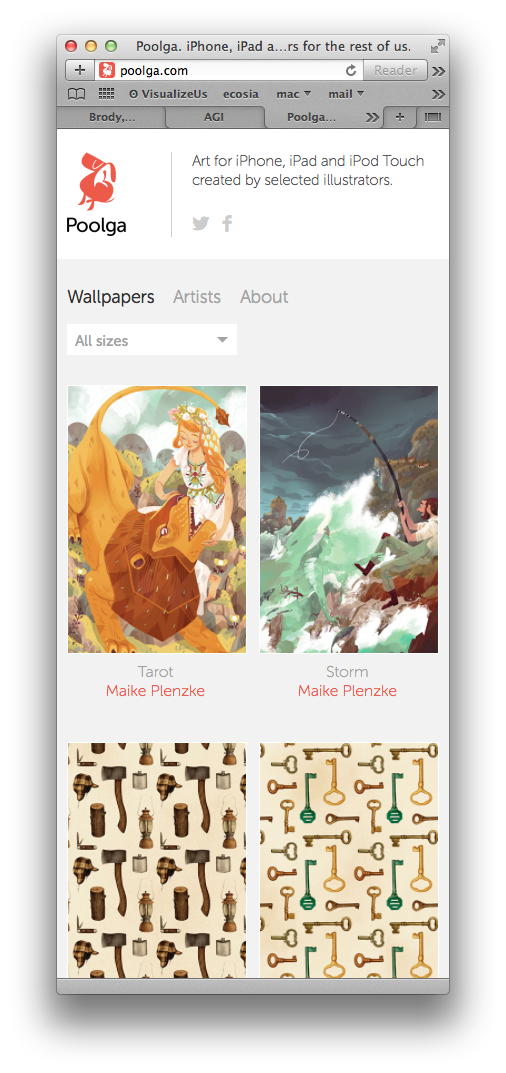 Poolga. iPhone, iPad a...rs for the rest of us.
poolga.com
Reader
VisualizeUs ecosia mac mail
Brody,... AGI Poolga...
Poolga
Art for iPhone, iPad and iPod Touch
created by selected illustrators.
Wallpapers Artists About
All sizes
Tarot
Maike Plenzke
Storm
Maike Plenzke